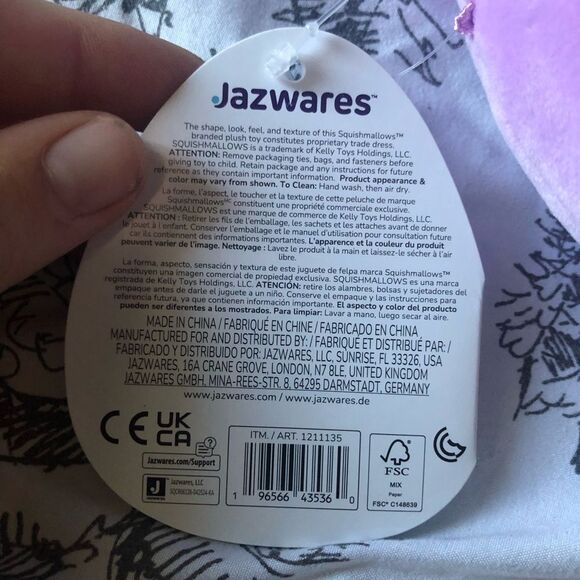 Jazwares™
The shape, look, feel, and texture of this Squishmallows™
branded plush toy constitutes proprietary trade dress.
SQUISHMALLOWS is a trademark of Kelly Toys Holdings, LLC.
ATTENTION: Remove packaging ties, bags, and fasteners before
giving toy to child. Retain package and any instructions for future
reference as they contain important information. Product appearance &
color may vary from shown. To Clean: Hand wash, then air dry.
La forme, l'aspect, le toucher et la texture de cette peluche de marque
Squishmallows™ constituent une propriété commerciale exclusive.
SQUISHMALLOWS est une marque de commerce de Kelly Toys Holdings, LLC.
ATTENTION : Retirer les fils de l'emballage, les sachets et les attaches avant de donner
le jouet à l'enfant. Conserver l'emballage et le manuel d'utilisation pour consultation future
car ils contiennent des informations importantes. L'apparence et la couleur du produit
peuvent varier de l'image. Nettoyage : Lavez le produit à la main et laissez-le sécher à l'air
libre.
La forma, aspecto, sensación y textura de este juguete de felpa marca Squishmallows™
constituyen una imagen comercial de propiedad exclusiva. SQUISHMALLOWS es una marca
registrada de Kelly Toys Holdings, LLC. ATENCIÓN: retire los alambres, bolsas y sujetadores del
empaque antes de darle el juguete a un niño. Conserve el empaque y las instrucciones para
referencia futura, ya que contienen información importante. El aspecto y color del producto
pueden ser diferentes a los mostrados. Para limpiar: Lavar a mano, luego secar al aire.
MADE IN CHINA / FABRIQUÉ EN CHINE / FABRICADO EN CHINA
MANUFACTURED FOR AND DISTRIBUTED BY: / FABRIQUÉ ET DISTRIBUÉ PAR :/
FABRICADO Y DISTRIBUIDO POR: JAZWARES, LLC, SUNRISE, FL 33326, USA
JAZWARES, 16A CRANE GROVE, LONDON, N7 8LE, UNITED KINGDOM
JAZWARES GMBH, MINA-REES-STR. 8, 64295 DARMSTADT, GERMANY
www.jazwares.com / www.jazwares.de
CE UK
CA
Jazwares.com/Support
Jazwares, LLC
ITM./ ART. 1211135
1 96566 43536 0
FSC
MIX
Paper
FSC® C148639